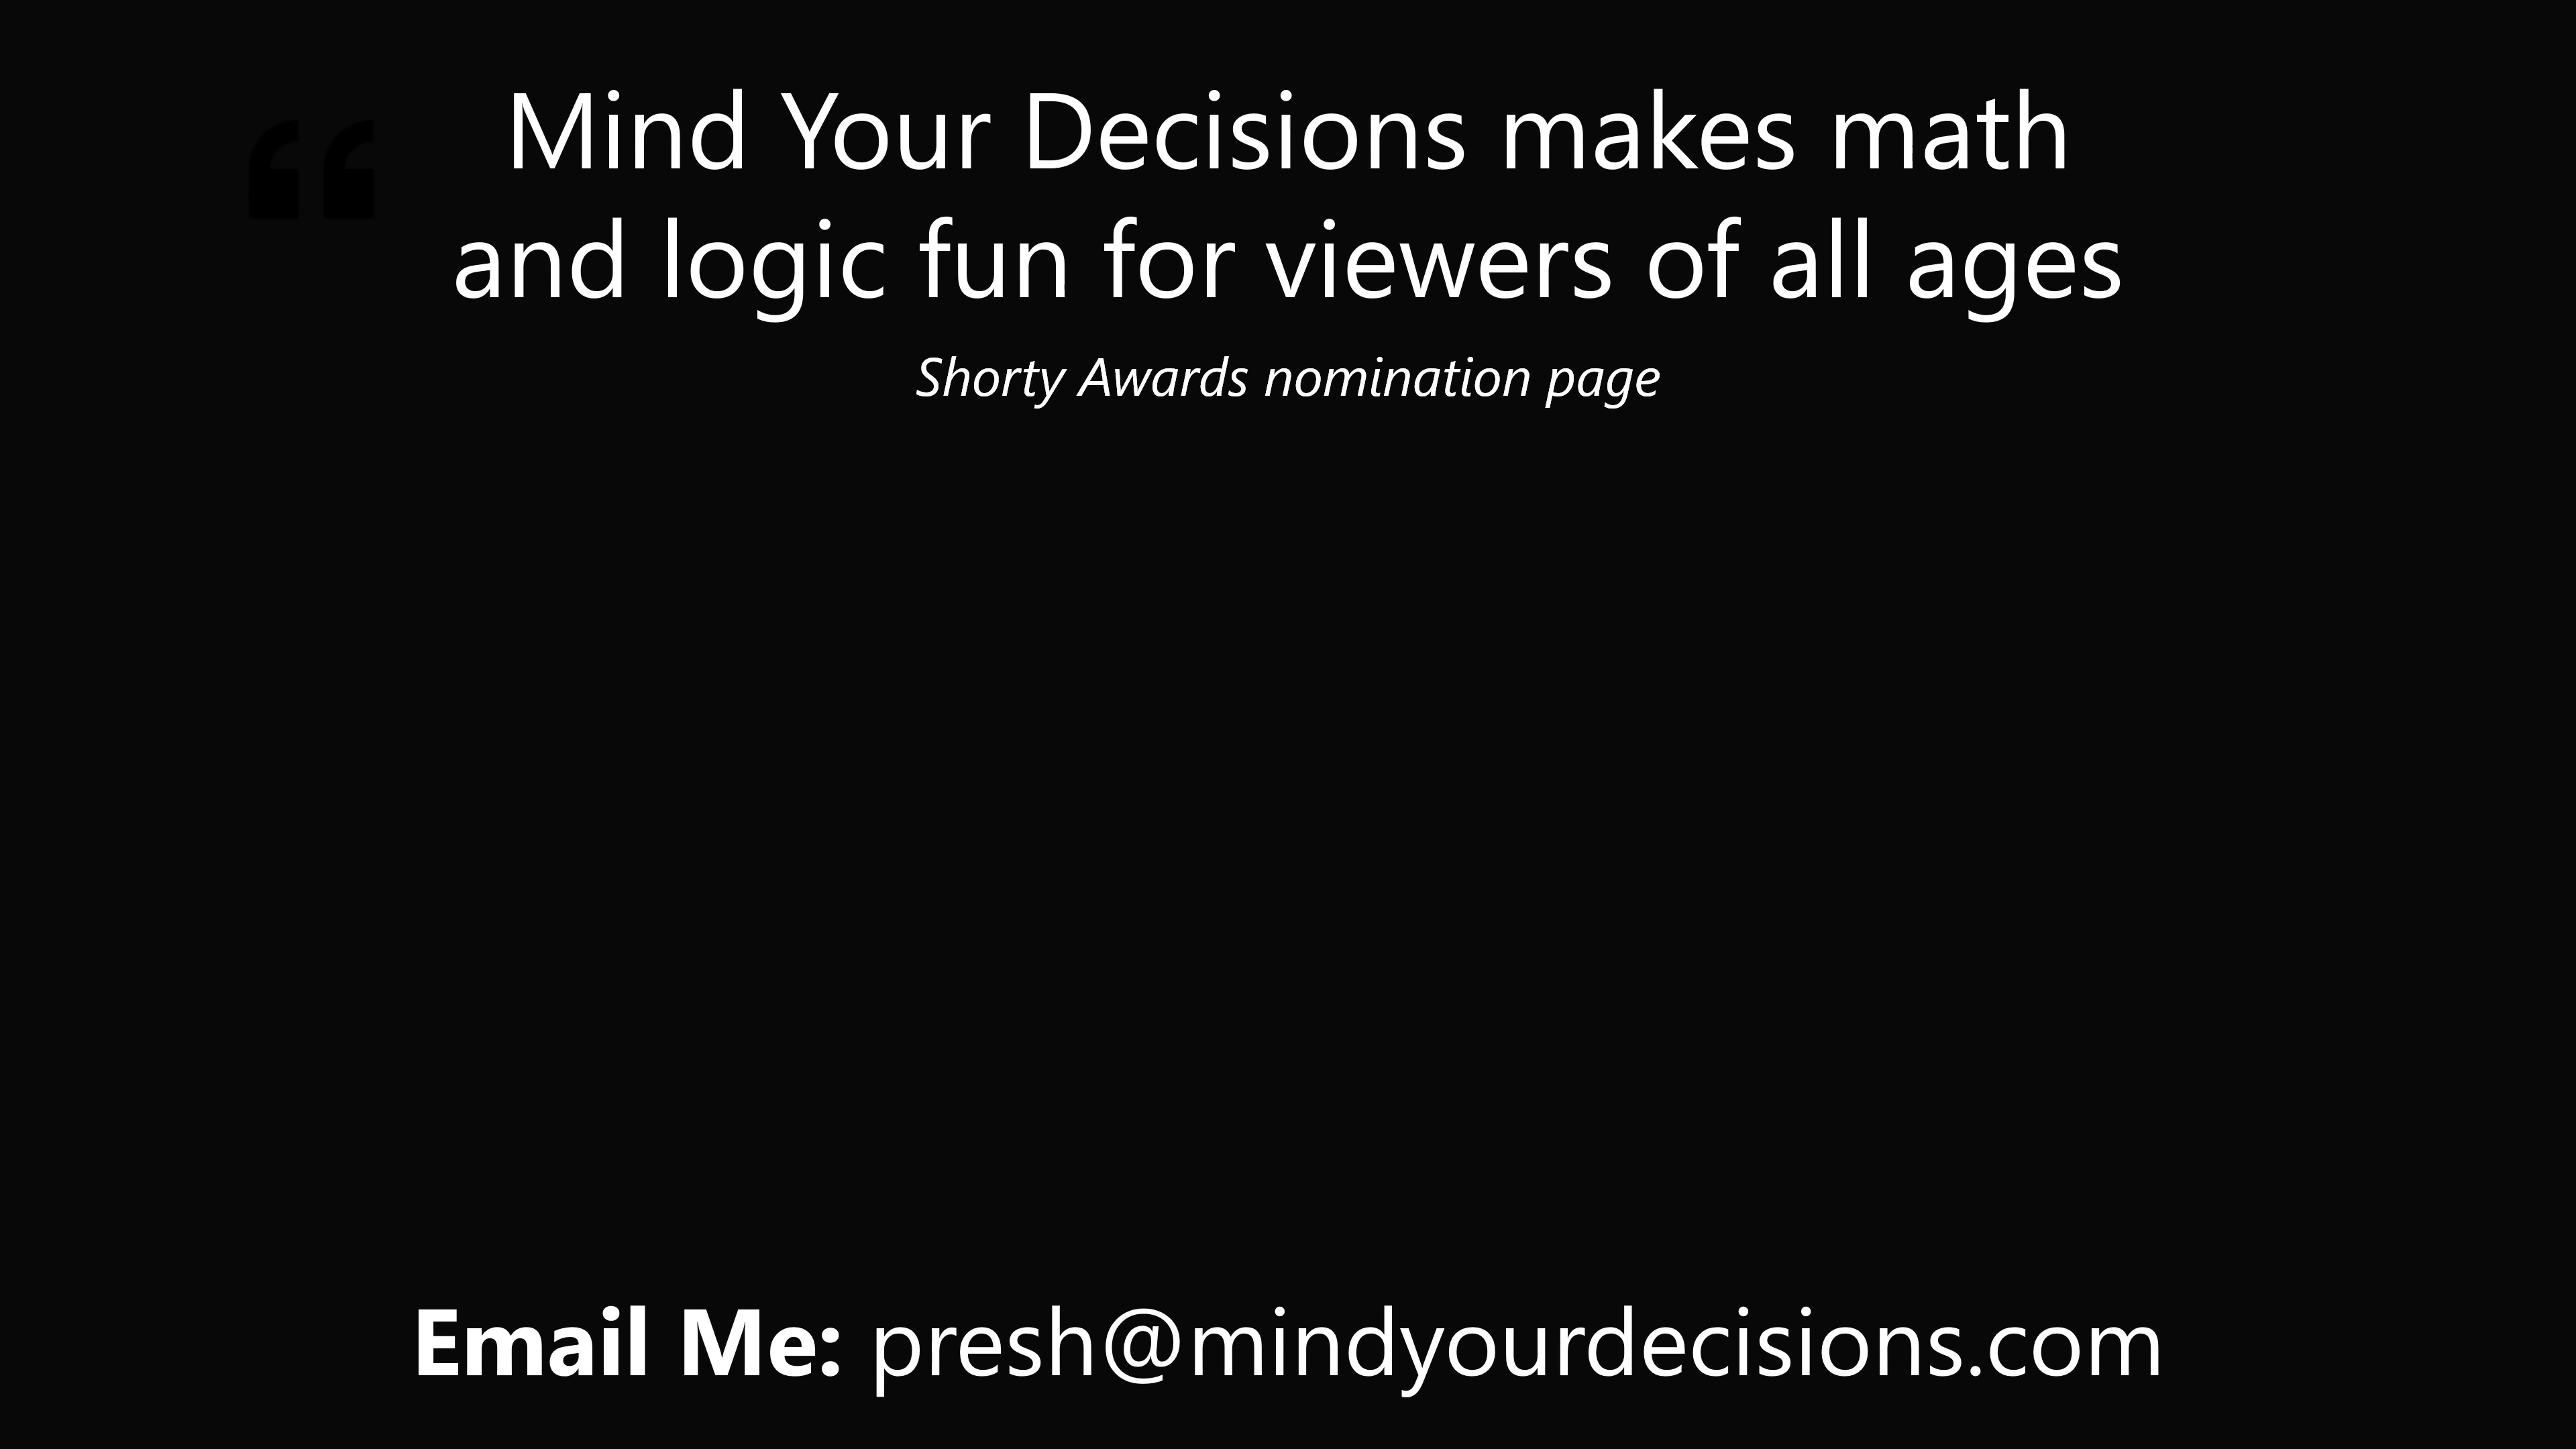 “
Mind Your Decisions makes math
and logic fun for viewers of all ages
Shorty Awards nomination page
Email Me: presh@mindyourdecisions.com